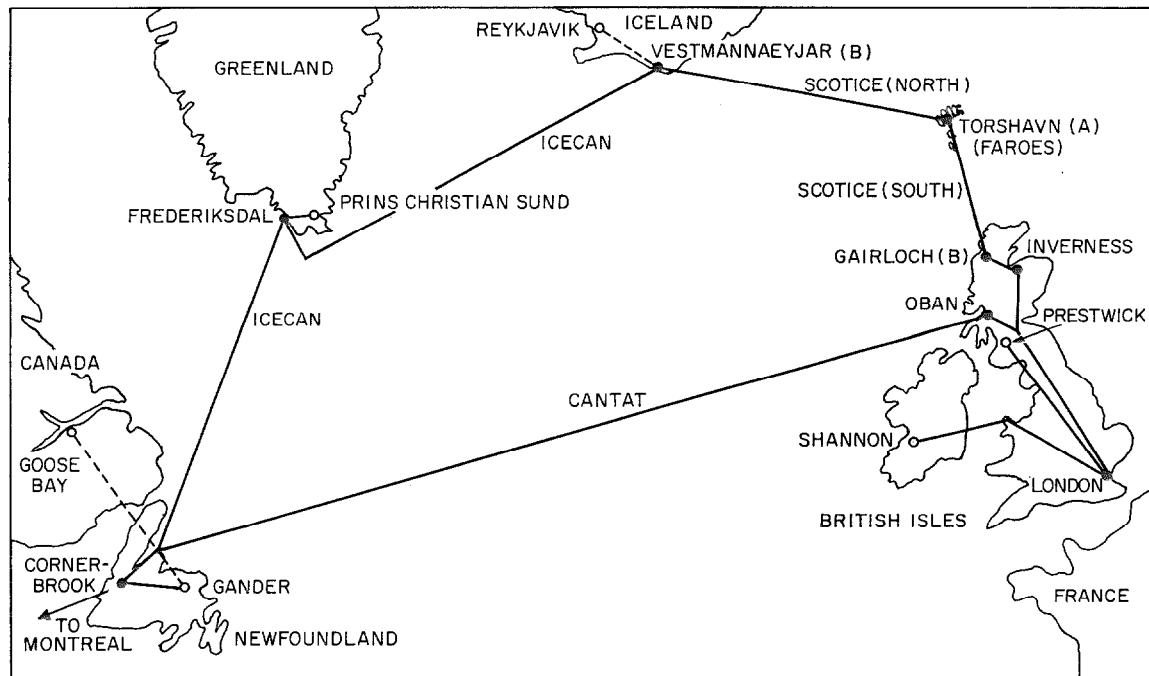 REYKJAVIK
ICELAND
VESTMANNAEYJAR (B)
GREENLAND
SCOTICE (NORTH)
TORSHAVN (A)
(FAROES)
ICECAN
SCOTICE (SOUTH)
PRINS CHRISTIAN SUND
FREDERIKSDAL
GAIRLOCH (B)
INVERNESS
OBAN
PRESTWICK
ICECAN
CANADA
CANTAT
SHANNON
GOOSE
BAY
LONDON
BRITISH ISLES
CORNER-
BROOK
GANDER
FRANCE
TO
MONTREAL
NEWFOUNDLAND